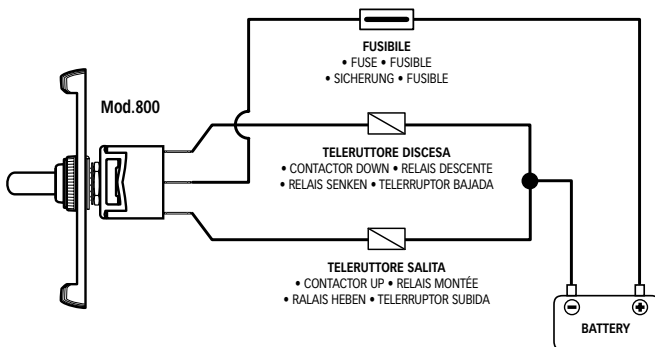 FUSIBILE
• FUSE • FUSIBLE
• SICHERUNG • FUSIBLE
Mod.800
TELERUTTORE DISCESA
• CONTACTOR DOWN • RELAIS DESCENTE
• RELAIS SENKEN • TELERRUPTOR BAJADA
TELERUTTORE SALITA
• CONTACTOR UP • RELAIS MONTÉE
• RALAIS HEBEN • TELERRUPTOR SUBIDA
− +
BATTERY